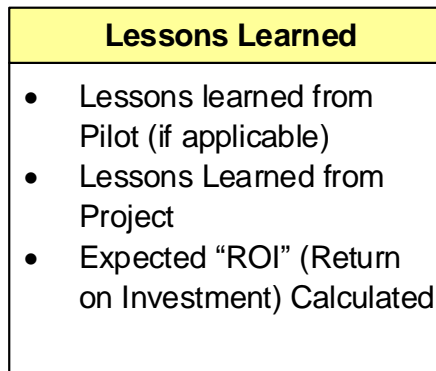 Lessons Learned
• Lessons learned from
Pilot (if applicable)
• Lessons Learned from
Project
• Expected “ROI” (Return
on Investment) Calculated